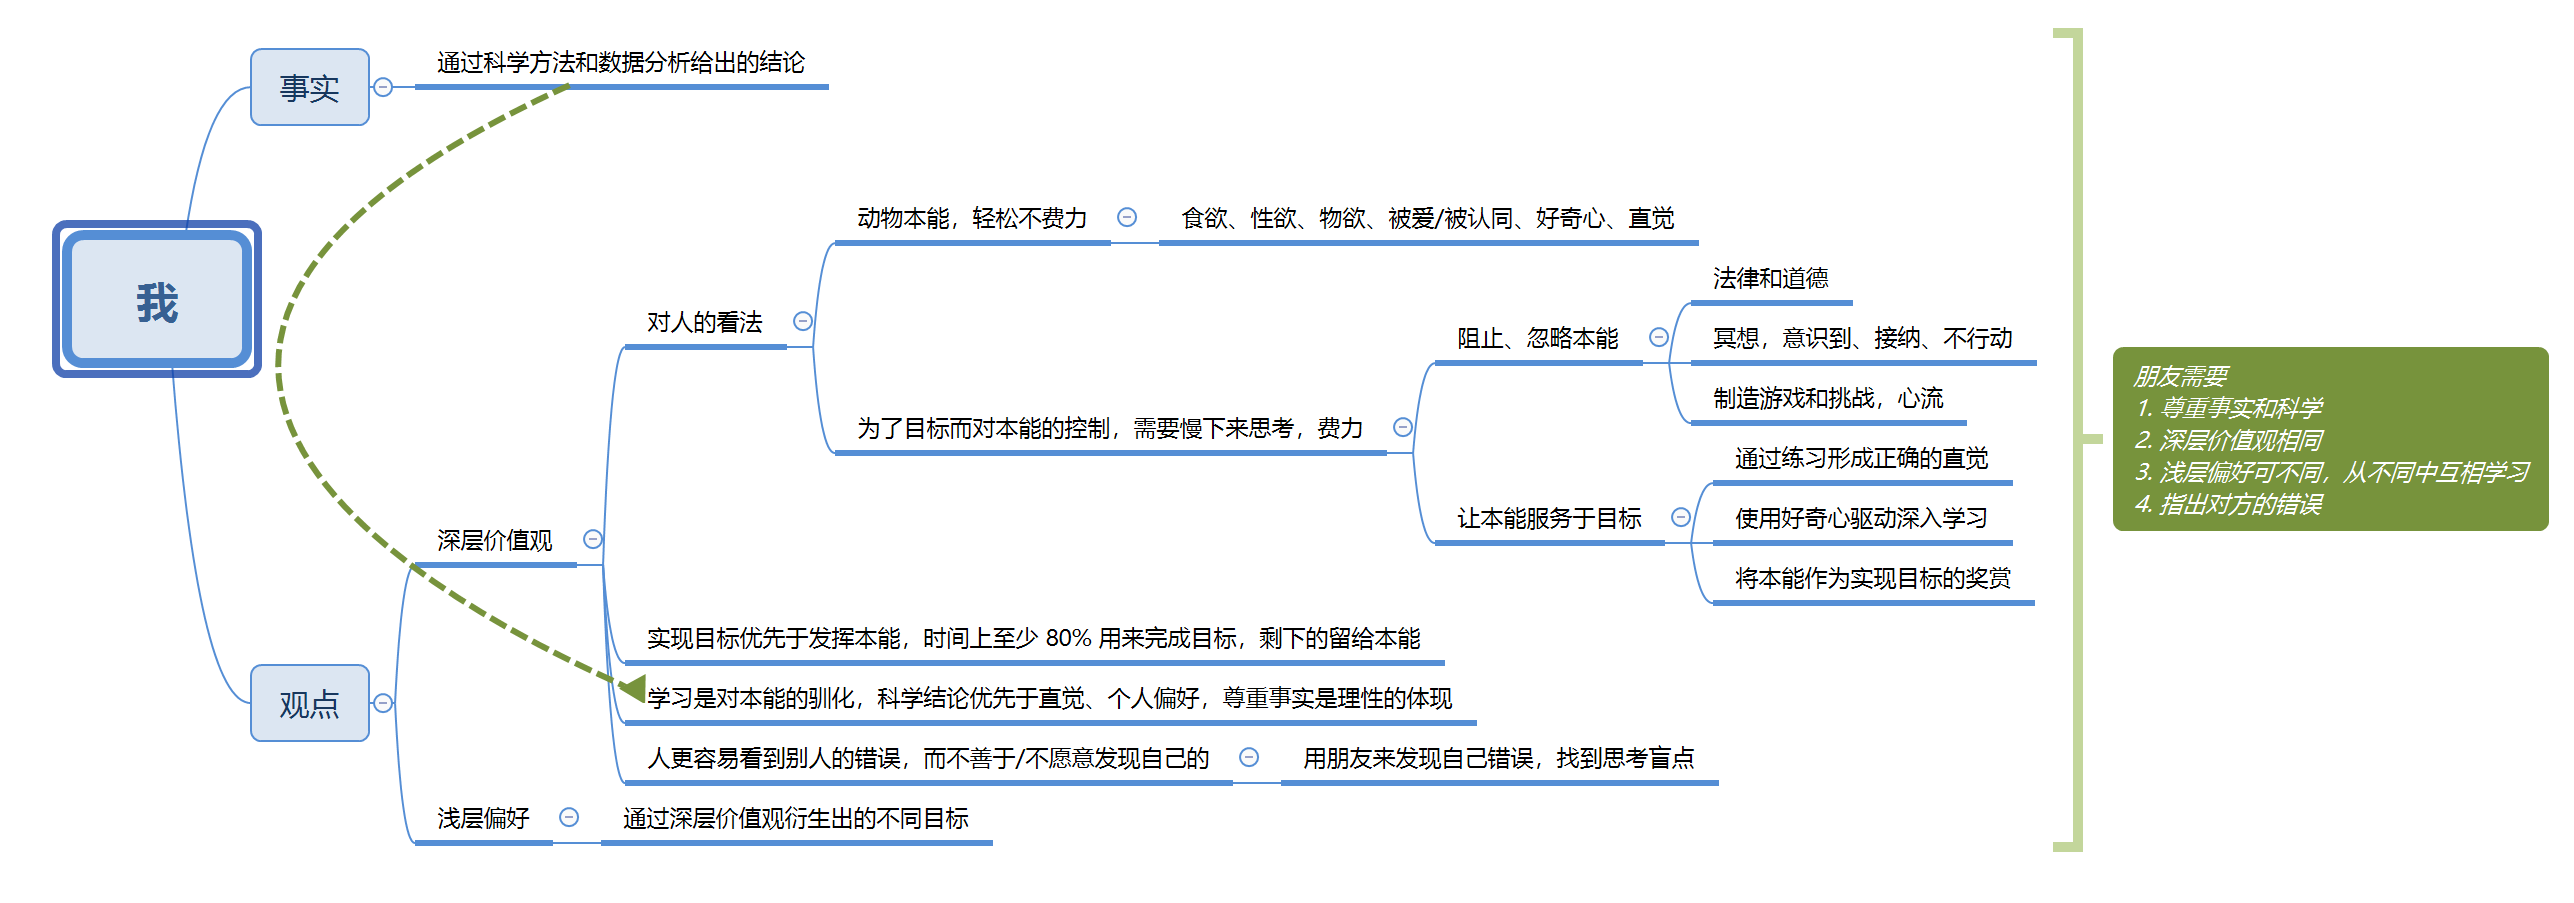 我
事实
通过科学方法和数据分析给出的结论
观点
深层价值观
对人的看法
动物本能，轻松不费力
食欲、性欲、物欲、被爱/被认同、好奇心、直觉
为了目标而对本能的控制，需要慢下来思考，费力
阻止、忽略本能
法律和道德
冥想，意识到、接纳、不行动
制造游戏和挑战，心流
让本能服务于目标
通过练习形成正确的直觉
使用好奇心驱动深入学习
将本能作为实现目标的奖赏
实现目标优先于发挥本能，时间上至少 80% 用来完成目标，剩下的留给本能
学习是对本能的驯化，科学结论优先于直觉、个人偏好，尊重事实是理性的体现
人更容易看到别人的错误，而不善于/不愿意发现自己的
用朋友来发现自己错误，找到思考盲点
浅层偏好
通过深层价值观衍生出的不同目标
朋友需要
1. 尊重事实和科学
2. 深层价值观相同
3. 浅层偏好可不同，从不同中互相学习
4. 指出对方的错误